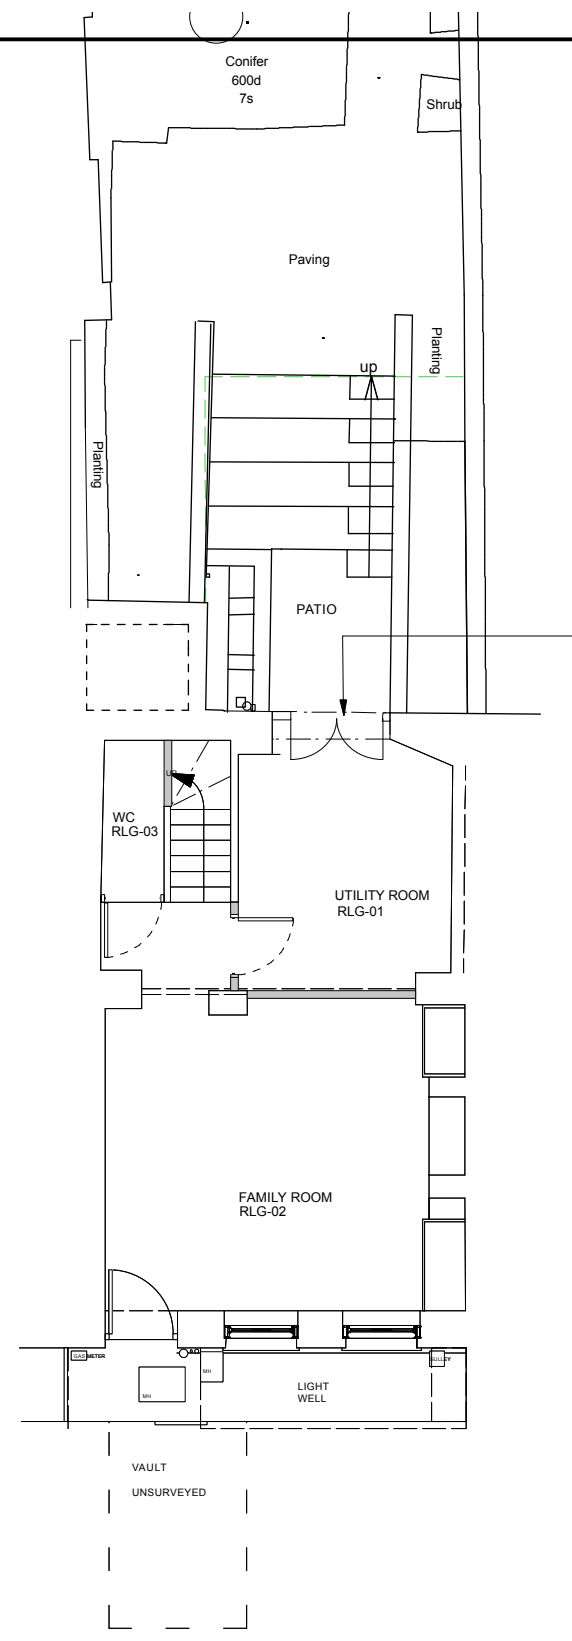 Conifer
600d
7s
Shrub
Paving
Planting
up
Planting
PATIO
UP
WC
RLG-03
UTILITY ROOM
RLG-01
FAMILY ROOM
RLG-02
GAS METER
MH
MH
GULLEY
LIGHT
WELL
VAULT
UNSURVEYED